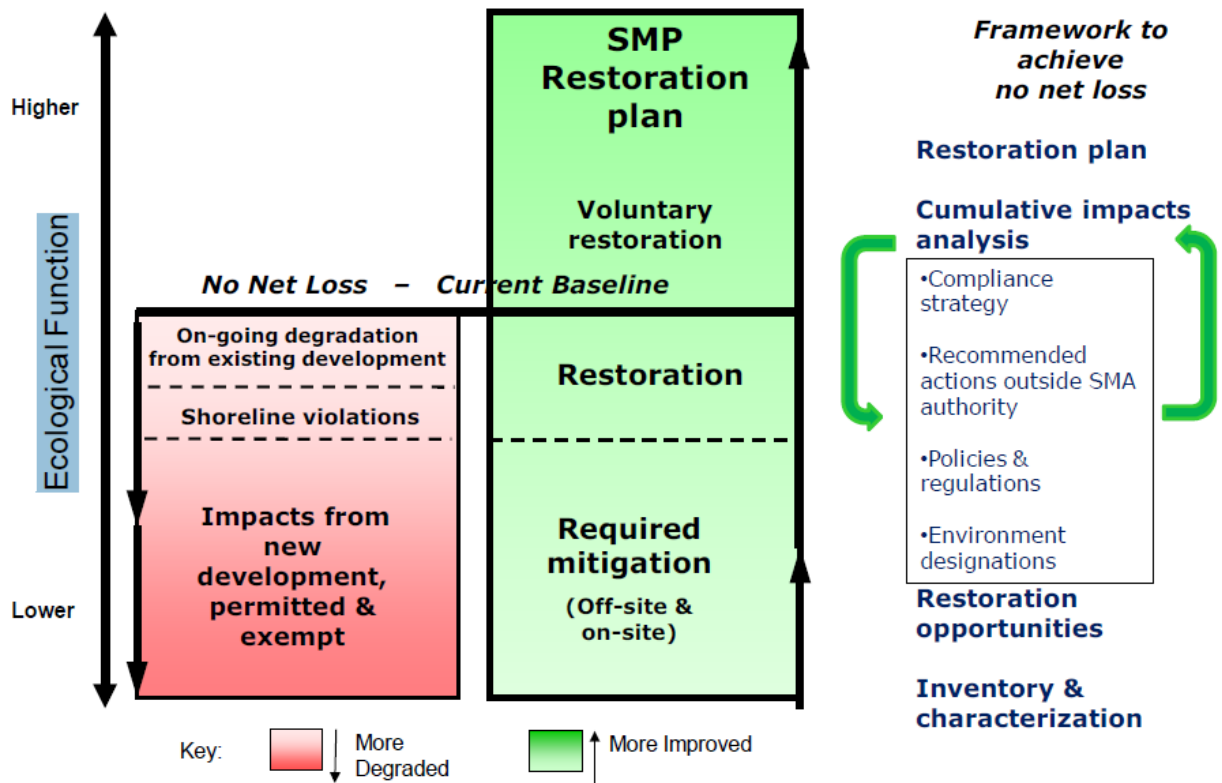 Higher
Ecological Function
Lower
SMP
Restoration
plan
Voluntary
restoration
No Net Loss – Current Baseline
On-going degradation
from existing development
Shoreline violations
Impacts from
new
development,
permitted &
exempt
Restoration
Required
mitigation
(Off-site &
on-site)
Framework to
achieve
no net loss
Restoration plan
Cumulative impacts
analysis
•Compliance
strategy
•Recommended
actions outside SMA
authority
•Policies &
regulations
•Environment
designations
Restoration
opportunities
Inventory &
characterization
Key:
More
Degraded
More Improved